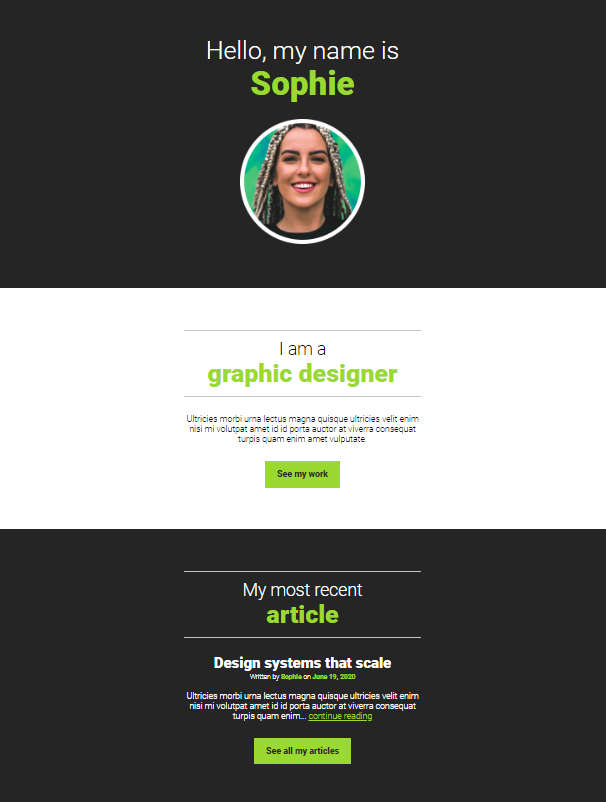 Hello, my name is
Sophie
I am a
graphic designer
Ultricies morbi urna lectus magna quisque ultricies velit enim
nisi mi volutpat amet id id porta auctor at viverra consequat
turpis quam enim amet vulputate.
See my work
My most recent
article
Design systems that scale
Written by Sophie on June 19, 2020
Ultricies morbi urna lectus magna quisque ultricies velit enim
nisi mi volutpat amet id id porta auctor at viverra consequat
turpis quam enim... continue reading
See all my articles